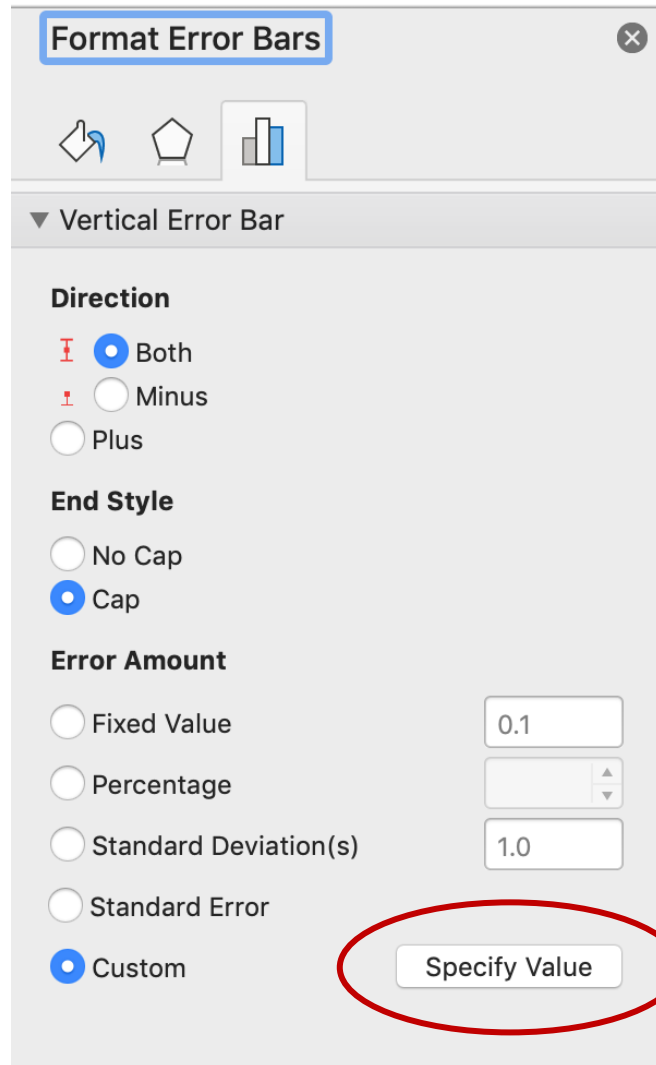 Format Error Bars
Vertical Error Bar
Direction
Both
Minus
Plus
End Style
No Cap
Cap
Error Amount
Fixed Value 0.1
Percentage
Standard Deviation(s) 1.0
Standard Error
Custom Specify Value